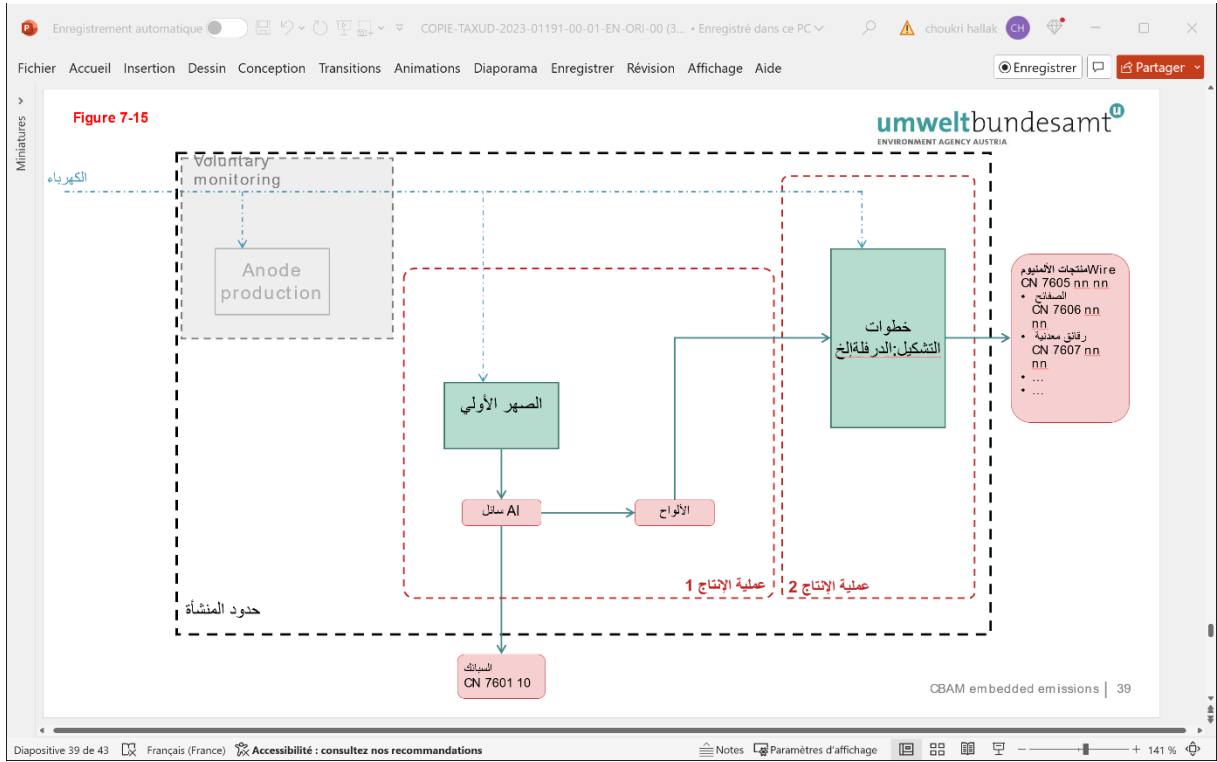 Enregistrement automatique
COPIE-TAXUD-2023-01191-00-01-EN-ORI-00 (3... • Enregistré dans ce PC
choukri hallak
CH
Fichier Accueil Insertion Dessin Conception Transitions Animations Diaporama Enregistrer Révision Affichage Aide
Enregistrer
Partager
Miniatures
Figure 7-15
umweltbundesamt
ENVIRONMENT AGENCY AUSTRIA
الكهرباء
Voluntary
monitoring
Anode
production
الصهر الأولي
Al سائل
الألواح
خطوات
التشكيل:الدرفلةإلخ
Wireمنتجات الألمنيوم
CN 7605 nn nn
• الصفائح
CN 7606 nn
nn
• رقائق معدنية
CN 7607 nn
nn
• ...
• ...
عملية الإنتاج 1
عملية الإنتاج 2
حدود المنشأة
السبائك
CN 7601 10
CBAM embedded emissions | 39
Diapositive 39 de 43
Français (France)
Accessibilité : consultez nos recommandations
Notes
Paramètres d'affichage
141 %